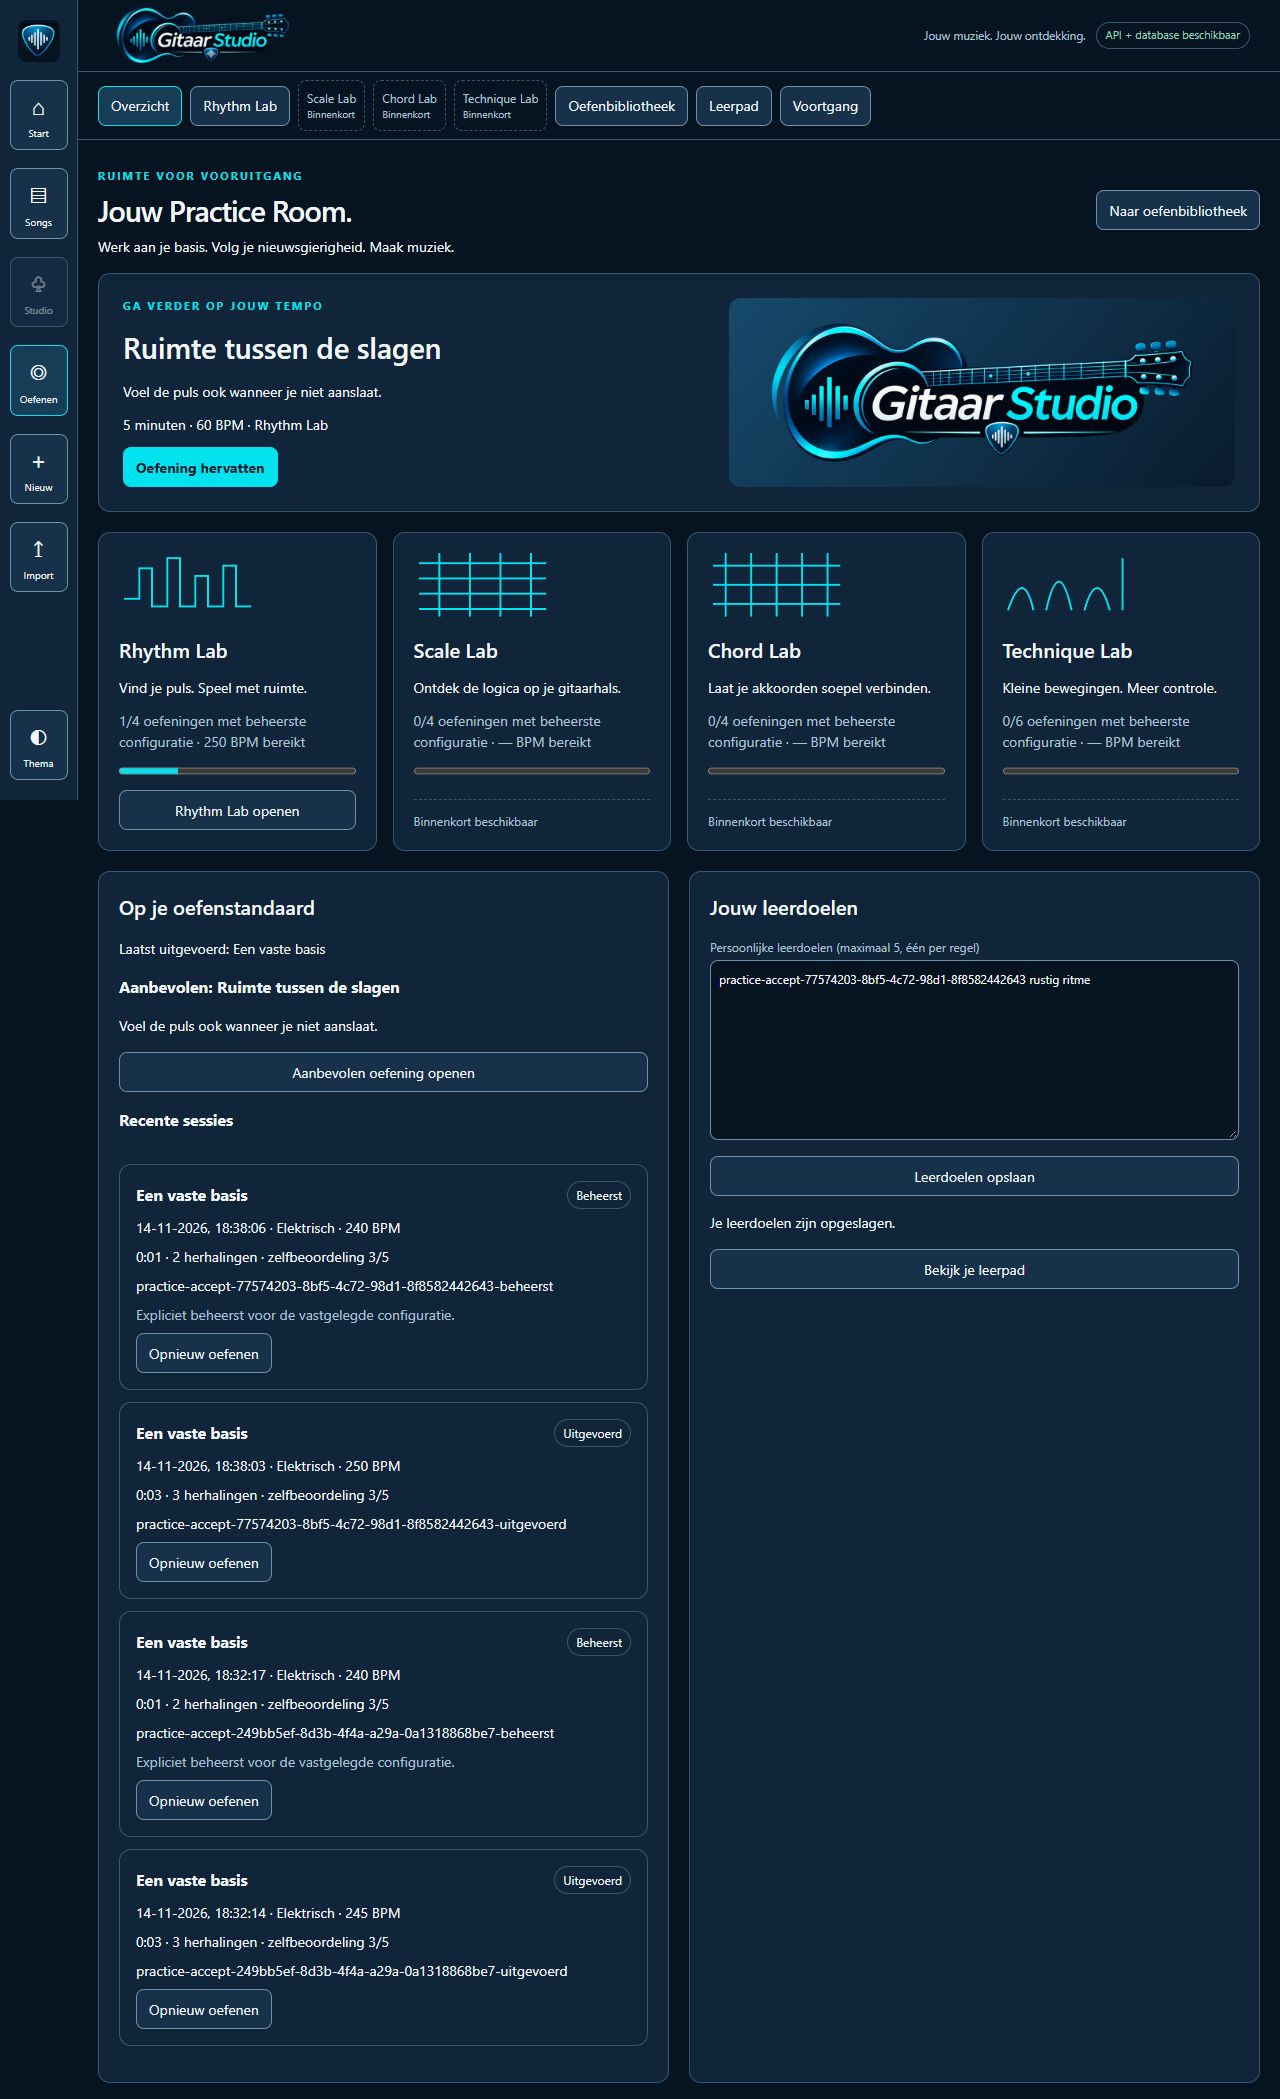 Gitaar Studio
Jouw muziek. Jouw ontdekking.
API + database beschikbaar
Start
Songs
Studio
Oefenen
Nieuw
Import
Thema
Overzicht
Rhythm Lab
Scale Lab
Binnenkort
Chord Lab
Binnenkort
Technique Lab
Binnenkort
Oefenbibliotheek
Leerpad
Voortgang
RUIMTE VOOR VOORUITGANG
Jouw Practice Room.
Werk aan je basis. Volg je nieuwsgierigheid. Maak muziek.
Naar oefenbibliotheek
GA VERDER OP JOUW TEMPO
Ruimte tussen de slagen
Voel de puls ook wanneer je niet aanslaat.
5 minuten · 60 BPM · Rhythm Lab
Oefening hervatten
Gitaar Studio
Rhythm Lab
Vind je puls. Speel met ruimte.
1/4 oefeningen met beheerste
configuratie · 250 BPM bereikt
Rhythm Lab openen
Scale Lab
Ontdek de logica op je gitaarhals.
0/4 oefeningen met beheerste
configuratie · — BPM bereikt
Binnenkort beschikbaar
Chord Lab
Laat je akkoorden soepel verbinden.
0/4 oefeningen met beheerste
configuratie · — BPM bereikt
Binnenkort beschikbaar
Technique Lab
Kleine bewegingen. Meer controle.
0/6 oefeningen met beheerste
configuratie · — BPM bereikt
Binnenkort beschikbaar
Op je oefenstandaard
Laatst uitgevoerd: Een vaste basis
Aanbevolen: Ruimte tussen de slagen
Voel de puls ook wanneer je niet aanslaat.
Aanbevolen oefening openen
Recente sessies
Een vaste basis
Beheerst
14-11-2026, 18:38:06 · Elektrisch · 240 BPM
0:01 · 2 herhalingen · zelfbeoordeling 3/5
practice-accept-77574203-8bf5-4c72-98d1-8f8582442643-beheerst
Expliciet beheerst voor de vastgelegde configuratie.
Opnieuw oefenen
Een vaste basis
Uitgevoerd
14-11-2026, 18:38:03 · Elektrisch · 250 BPM
0:03 · 3 herhalingen · zelfbeoordeling 3/5
practice-accept-77574203-8bf5-4c72-98d1-8f8582442643-uitgevoerd
Opnieuw oefenen
Een vaste basis
Beheerst
14-11-2026, 18:32:17 · Elektrisch · 240 BPM
0:01 · 2 herhalingen · zelfbeoordeling 3/5
practice-accept-249bb5ef-8d3b-4f4a-a29a-0a1318868be7-beheerst
Expliciet beheerst voor de vastgelegde configuratie.
Opnieuw oefenen
Een vaste basis
Uitgevoerd
14-11-2026, 18:32:14 · Elektrisch · 245 BPM
0:03 · 3 herhalingen · zelfbeoordeling 3/5
practice-accept-249bb5ef-8d3b-4f4a-a29a-0a1318868be7-uitgevoerd
Opnieuw oefenen
Jouw leerdoelen
Persoonlijke leerdoelen (maximaal 5, één per regel)
practice-accept-77574203-8bf5-4c72-98d1-8f8582442643 rustig ritme
Leerdoelen opslaan
Je leerdoelen zijn opgeslagen.
Bekijk je leerpad